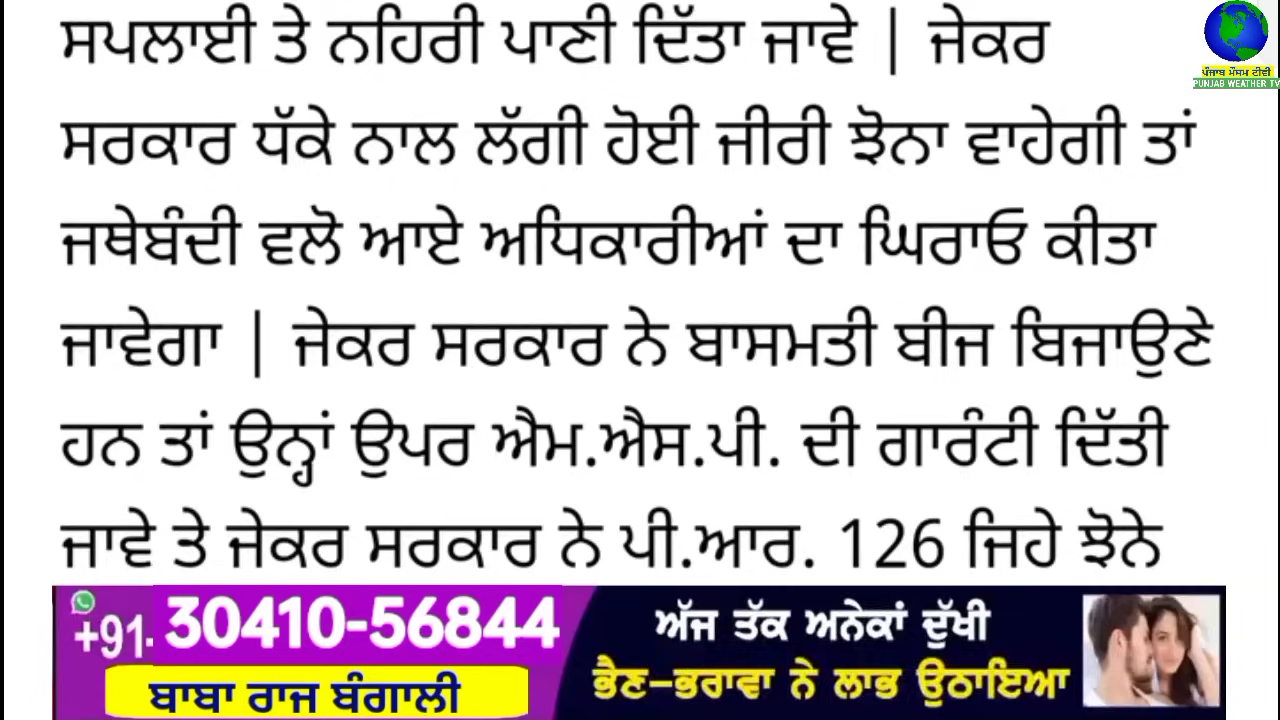 ਸਪਲਾਈ ਤੇ ਨਹਿਰੀ ਪਾਣੀ ਦਿੱਤਾ ਜਾਵੇ | ਜੇਕਰ
ਸਰਕਾਰ ਧੱਕੇ ਨਾਲ ਲੱਗੀ ਹੋਈ ਜੀਰੀ ਝੋਨਾ ਵਾਹੇਗੀ ਤਾਂ
ਜਥੇਬੰਦੀ ਵਲੋ ਆਏ ਅਧਿਕਾਰੀਆਂ ਦਾ ਘਿਰਾਓ ਕੀਤਾ
ਜਾਵੇਗਾ | ਜੇਕਰ ਸਰਕਾਰ ਨੇ ਬਾਸਮਤੀ ਬੀਜ ਬਿਜਾਉਣੇ
ਹਨ ਤਾਂ ਉਨ੍ਹਾਂ ਉਪਰ ਐਮ.ਐਸ.ਪੀ. ਦੀ ਗਾਰੰਟੀ ਦਿੱਤੀ
ਜਾਵੇ ਤੇ ਜੇਕਰ ਸਰਕਾਰ ਨੇ ਪੀ.ਆਰ. 126 ਜਿਹੇ ਝੋਨੇ
ਪੰਜਾਬ ਮੌਸਮ ਟੀਵੀ
PUNJAB WEATHER TV
+91- 30410-56844
ਬਾਬਾ ਰਾਜ ਬੰਗਾਲੀ
ਅੱਜ ਤੱਕ ਅਨੇਕਾਂ ਦੁੱਖੀ
ਭੈਣ-ਭਰਾਵਾ ਨੇ ਲਾਭ ਉਠਾਇਆ